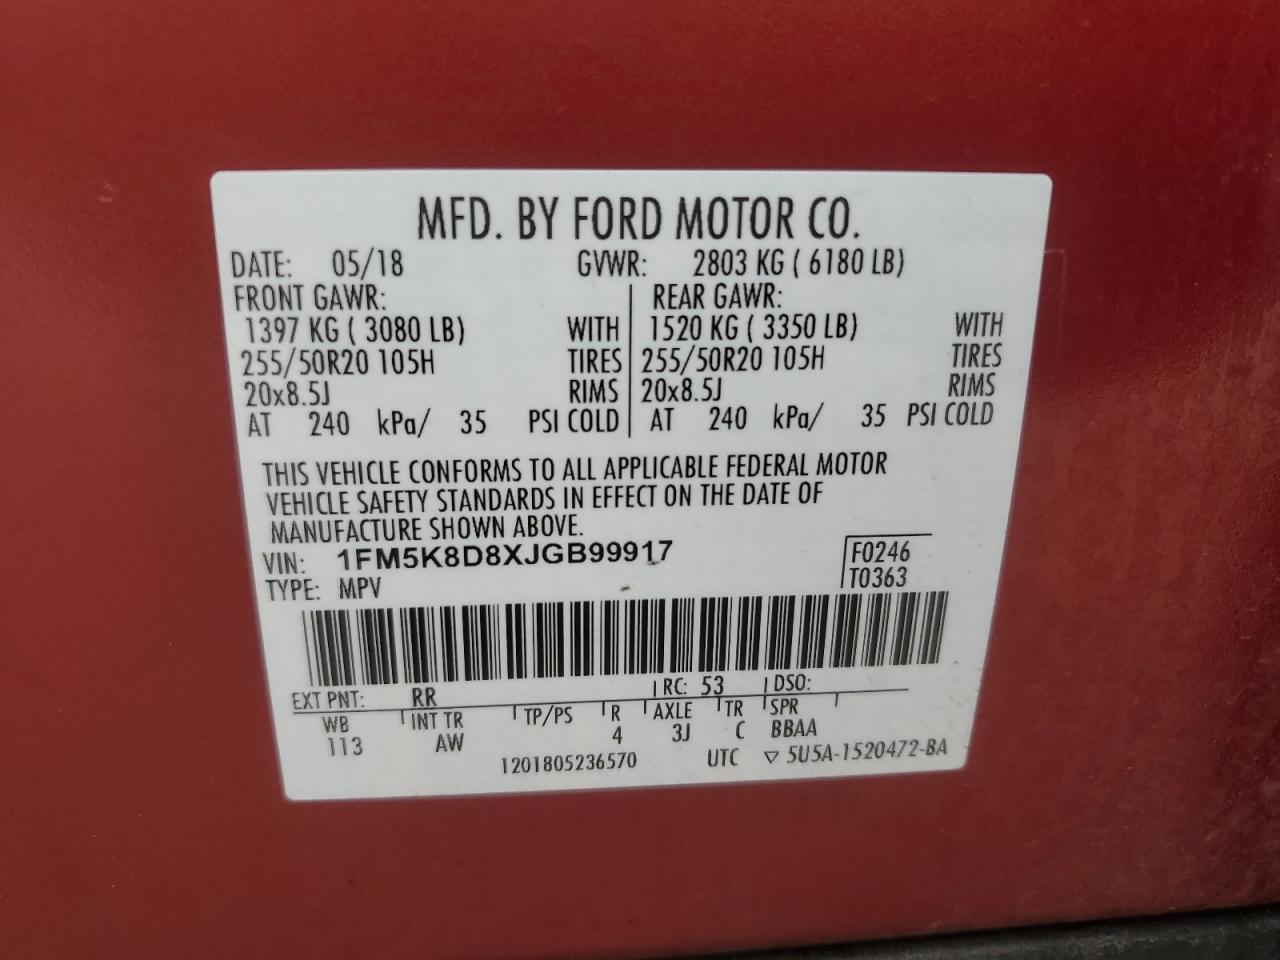 MFD. BY FORD MOTOR CO.
DATE: 05/18 GVWR: 2803 KG ( 6180 LB)
FRONT GAWR: REAR GAWR:
1397 KG ( 3080 LB) WITH 1520 KG ( 3350 LB) WITH
255/50R20 105H TIRES 255/50R20 105H TIRES
20x8.5J RIMS 20x8.5J RIMS
AT 240 kPa/ 35 PSI COLD AT 240 kPa/ 35 PSI COLD
THIS VEHICLE CONFORMS TO ALL APPLICABLE FEDERAL MOTOR
VEHICLE SAFETY STANDARDS IN EFFECT ON THE DATE OF
MANUFACTURE SHOWN ABOVE.
VIN: 1FM5K8D8XJGB99917 F0246
TYPE: MPV T0363
EXT PNT: RR RC: 53 DSO:
WB INT TR TP/PS R AXLE TR SPR
113 AW 4 3J C BBAA
1201805236570 UTC ▽ 5U5A-1520472-BA